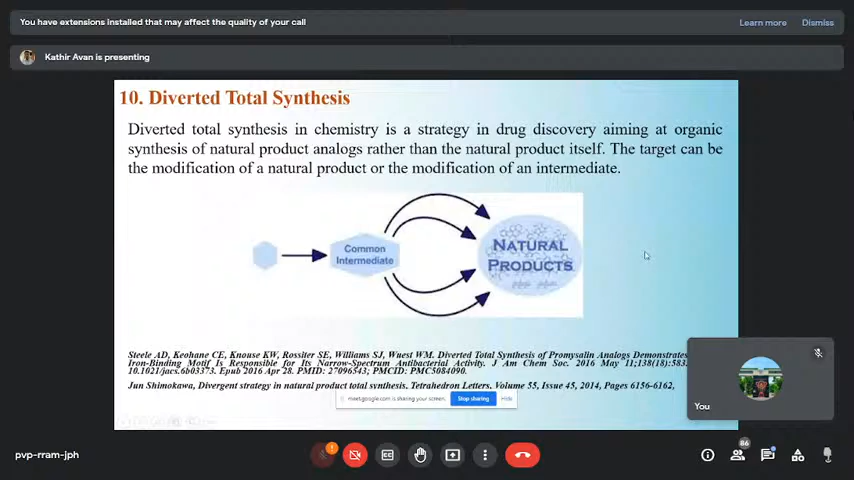 You have extensions installed that may affect the quality of your call
Learn more
Dismiss
Kathir Avan is presenting
10. Diverted Total Synthesis
Diverted total synthesis in chemistry is a strategy in drug discovery aiming at organic
synthesis of natural product analogs rather than the natural product itself. The target can be
the modification of a natural product or the modification of an intermediate.
Common
Intermediate
NATURAL
PRODUCTS
Steele AD, Keohane CE, Knouse KW, Rossiter SE, Williams SJ, Wuest WM. Diverted Total Synthesis of Promysalin Analogs Demonstrates
Iron-Binding Motif Is Responsible for Its Narrow-Spectrum Antibacterial Activity. J Am Chem Soc. 2016 May 11;138(18):583
10.1021/jacs.6b03373. Epub 2016 Apr 28. PMID: 27096543; PMCID: PMC5084090.
Jun Shimokawa, Divergent strategy in natural product total synthesis, Tetrahedron Letters, Volume 55, Issue 45, 2014, Pages 6156-6162,
meet.google.com is sharing your screen.
Stop sharing
Hide
You
pvp-rram-jph
86